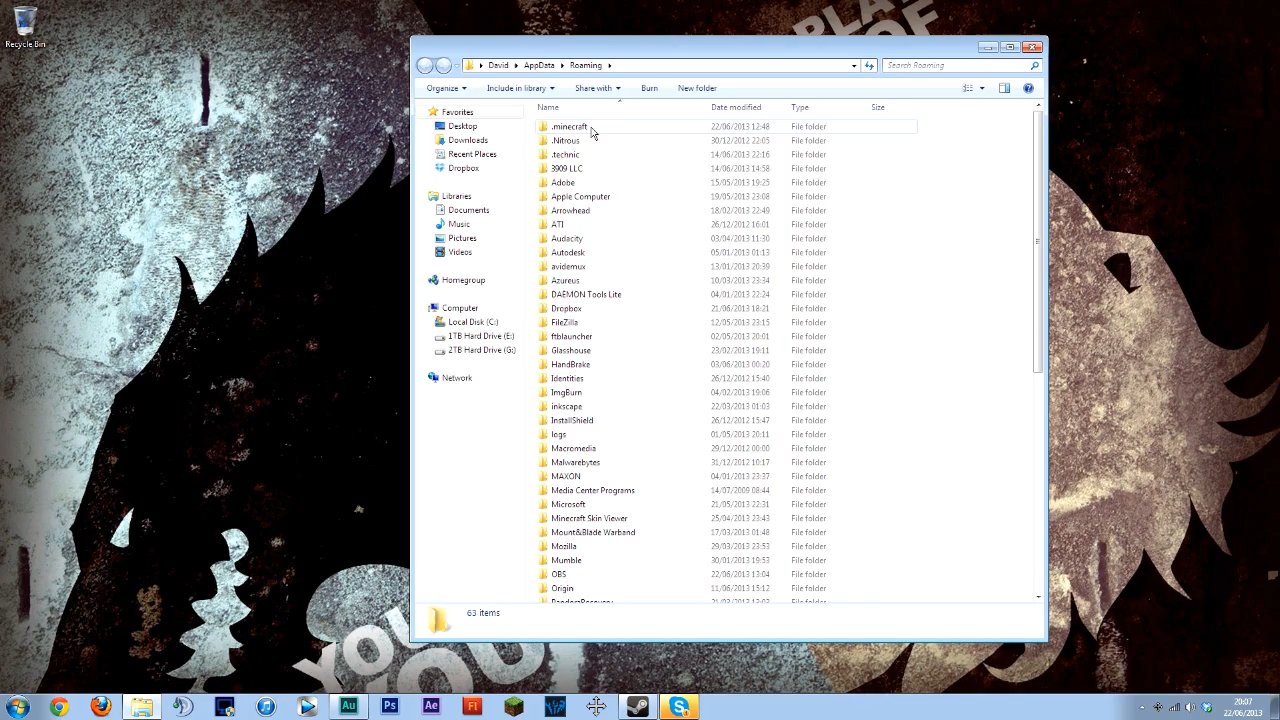 Recycle Bin
David ▸ AppData ▸ Roaming ▸
Search Roaming
Organize Include in library Share with Burn New folder
Favorites
Desktop
Downloads
Recent Places
Dropbox
Libraries
Documents
Music
Pictures
Videos
Homegroup
Computer
Local Disk (C:)
1TB Hard Drive (E:)
2TB Hard Drive (G:)
Network
Name Date modified Type Size
.minecraft 22/06/2013 12:48 File folder
.Nitrous 30/12/2012 22:05 File folder
.technic 14/06/2013 22:16 File folder
3909 LLC 14/06/2013 14:58 File folder
Adobe 15/05/2013 19:25 File folder
Apple Computer 19/05/2013 23:08 File folder
Arrowhead 18/02/2013 22:49 File folder
ATI 26/12/2012 16:01 File folder
Audacity 03/04/2013 11:30 File folder
Autodesk 05/01/2013 01:13 File folder
avidemux 13/01/2013 20:39 File folder
Azureus 10/03/2013 23:34 File folder
DAEMON Tools Lite 04/01/2013 22:24 File folder
Dropbox 21/06/2013 18:21 File folder
FileZilla 12/05/2013 23:15 File folder
ftblauncher 02/05/2013 20:01 File folder
Glasshouse 23/02/2013 19:11 File folder
HandBrake 03/06/2013 00:20 File folder
Identities 26/12/2012 15:40 File folder
ImgBurn 04/02/2013 19:06 File folder
inkscape 22/03/2013 01:03 File folder
InstallShield 26/12/2012 15:47 File folder
logs 01/05/2013 20:11 File folder
Macromedia 29/12/2012 00:00 File folder
Malwarebytes 31/12/2012 10:17 File folder
MAXON 04/01/2013 23:37 File folder
Media Center Programs 14/07/2009 08:44 File folder
Microsoft 21/05/2013 22:31 File folder
Minecraft Skin Viewer 25/04/2013 23:43 File folder
Mount&Blade Warband 17/03/2013 01:48 File folder
Mozilla 29/03/2013 23:53 File folder
Mumble 30/01/2013 19:53 File folder
OBS 22/06/2013 13:04 File folder
Origin 11/06/2013 15:12 File folder
PandoraRecovery 21/03/2013 13:03 File folder
63 items
OF
YOU
YOU
Au Ps Ae Fl
20:07
22/06/2013